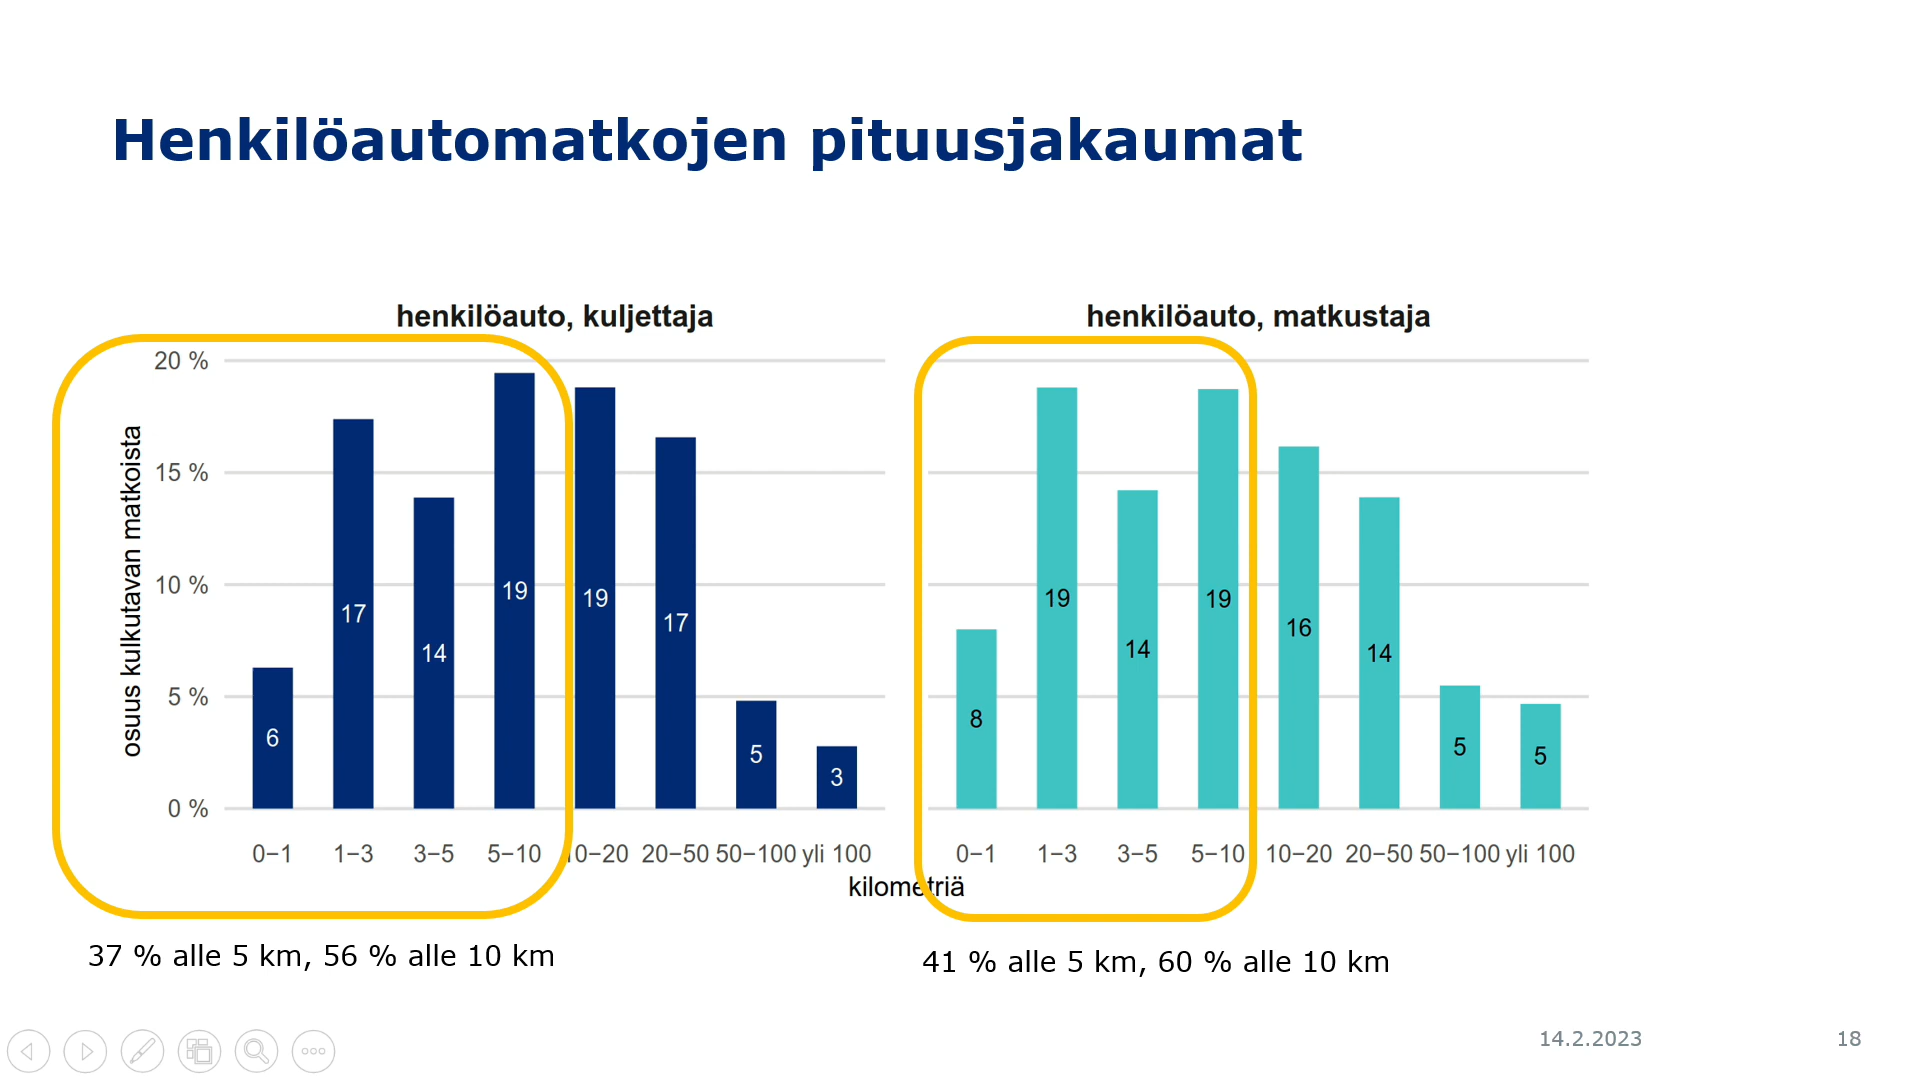 Henkilöautomatkojen pituusjakaumat
henkilöauto, kuljettaja
osuus kulkutavan matkoista
20 %
15 %
10 %
5 %
0 %
6
17
14
19
19
17
5
3
0–1 1–3 3–5 5–10 10–20 20–50 50–100 yli 100
henkilöauto, matkustaja
8
19
14
19
16
14
5
5
0–1 1–3 3–5 5–10 10–20 20–50 50–100 yli 100
kilometriä
37 % alle 5 km, 56 % alle 10 km
41 % alle 5 km, 60 % alle 10 km
14.2.2023
18